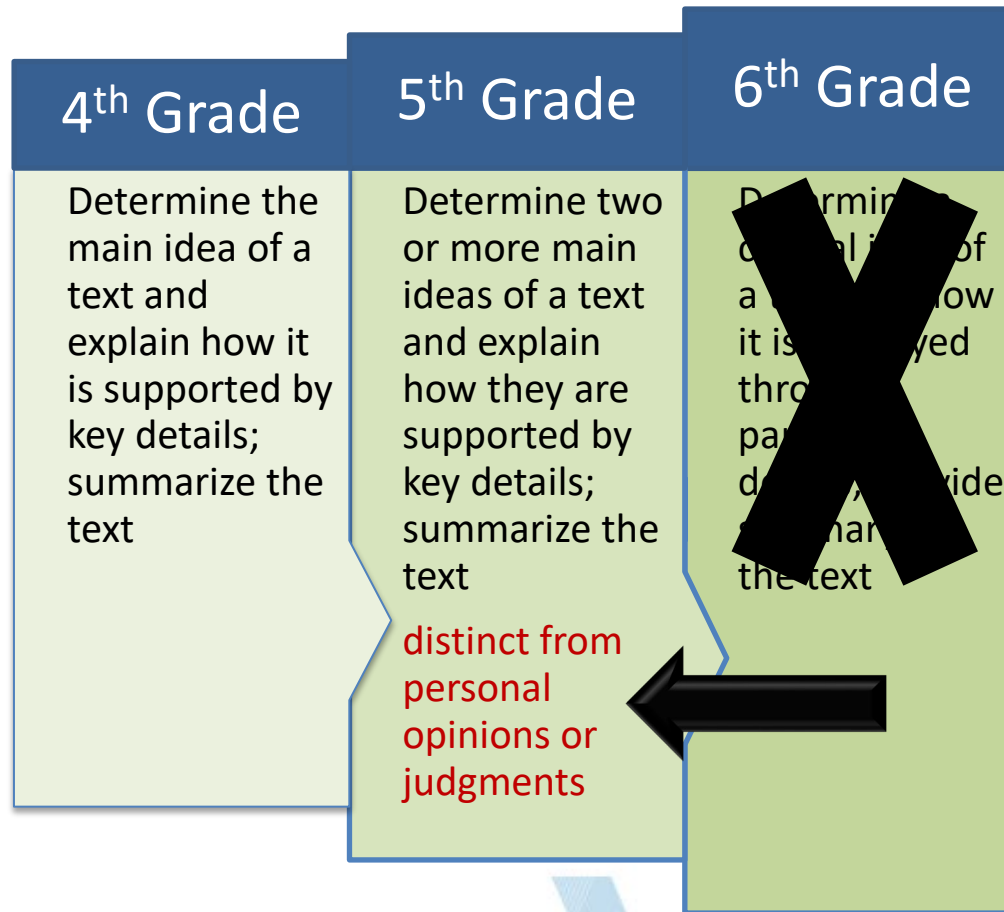 4th Grade
Determine the
main idea of a
text and
explain how it
is supported by
key details;
summarize the
text
5th Grade
Determine two
or more main
ideas of a text
and explain
how they are
supported by
key details;
summarize the
text
distinct from
personal
opinions or
judgments
6th Grade
of
a
it is
the text